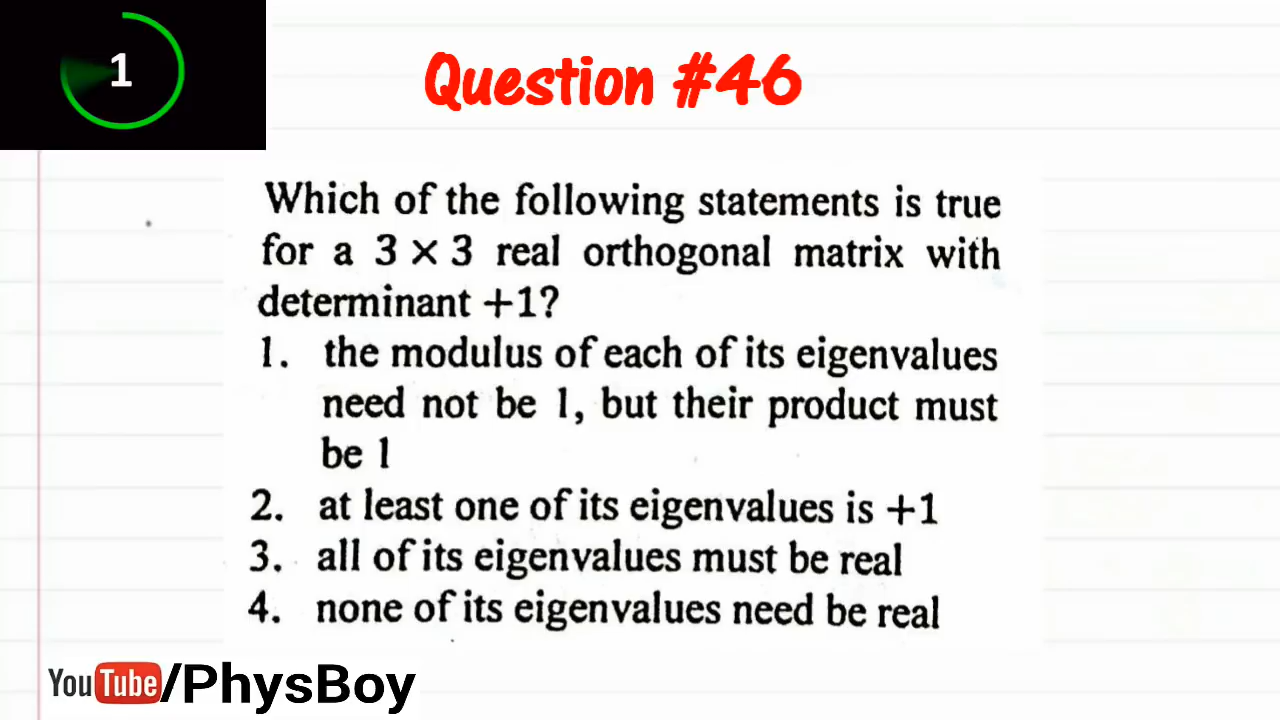 1
Question #46
Which of the following statements is true
for a 3 × 3 real orthogonal matrix with
determinant +1?
1. the modulus of each of its eigenvalues
need not be 1, but their product must
be 1
2. at least one of its eigenvalues is +1
3. all of its eigenvalues must be real
4. none of its eigenvalues need be real
YouTube/PhysBoy